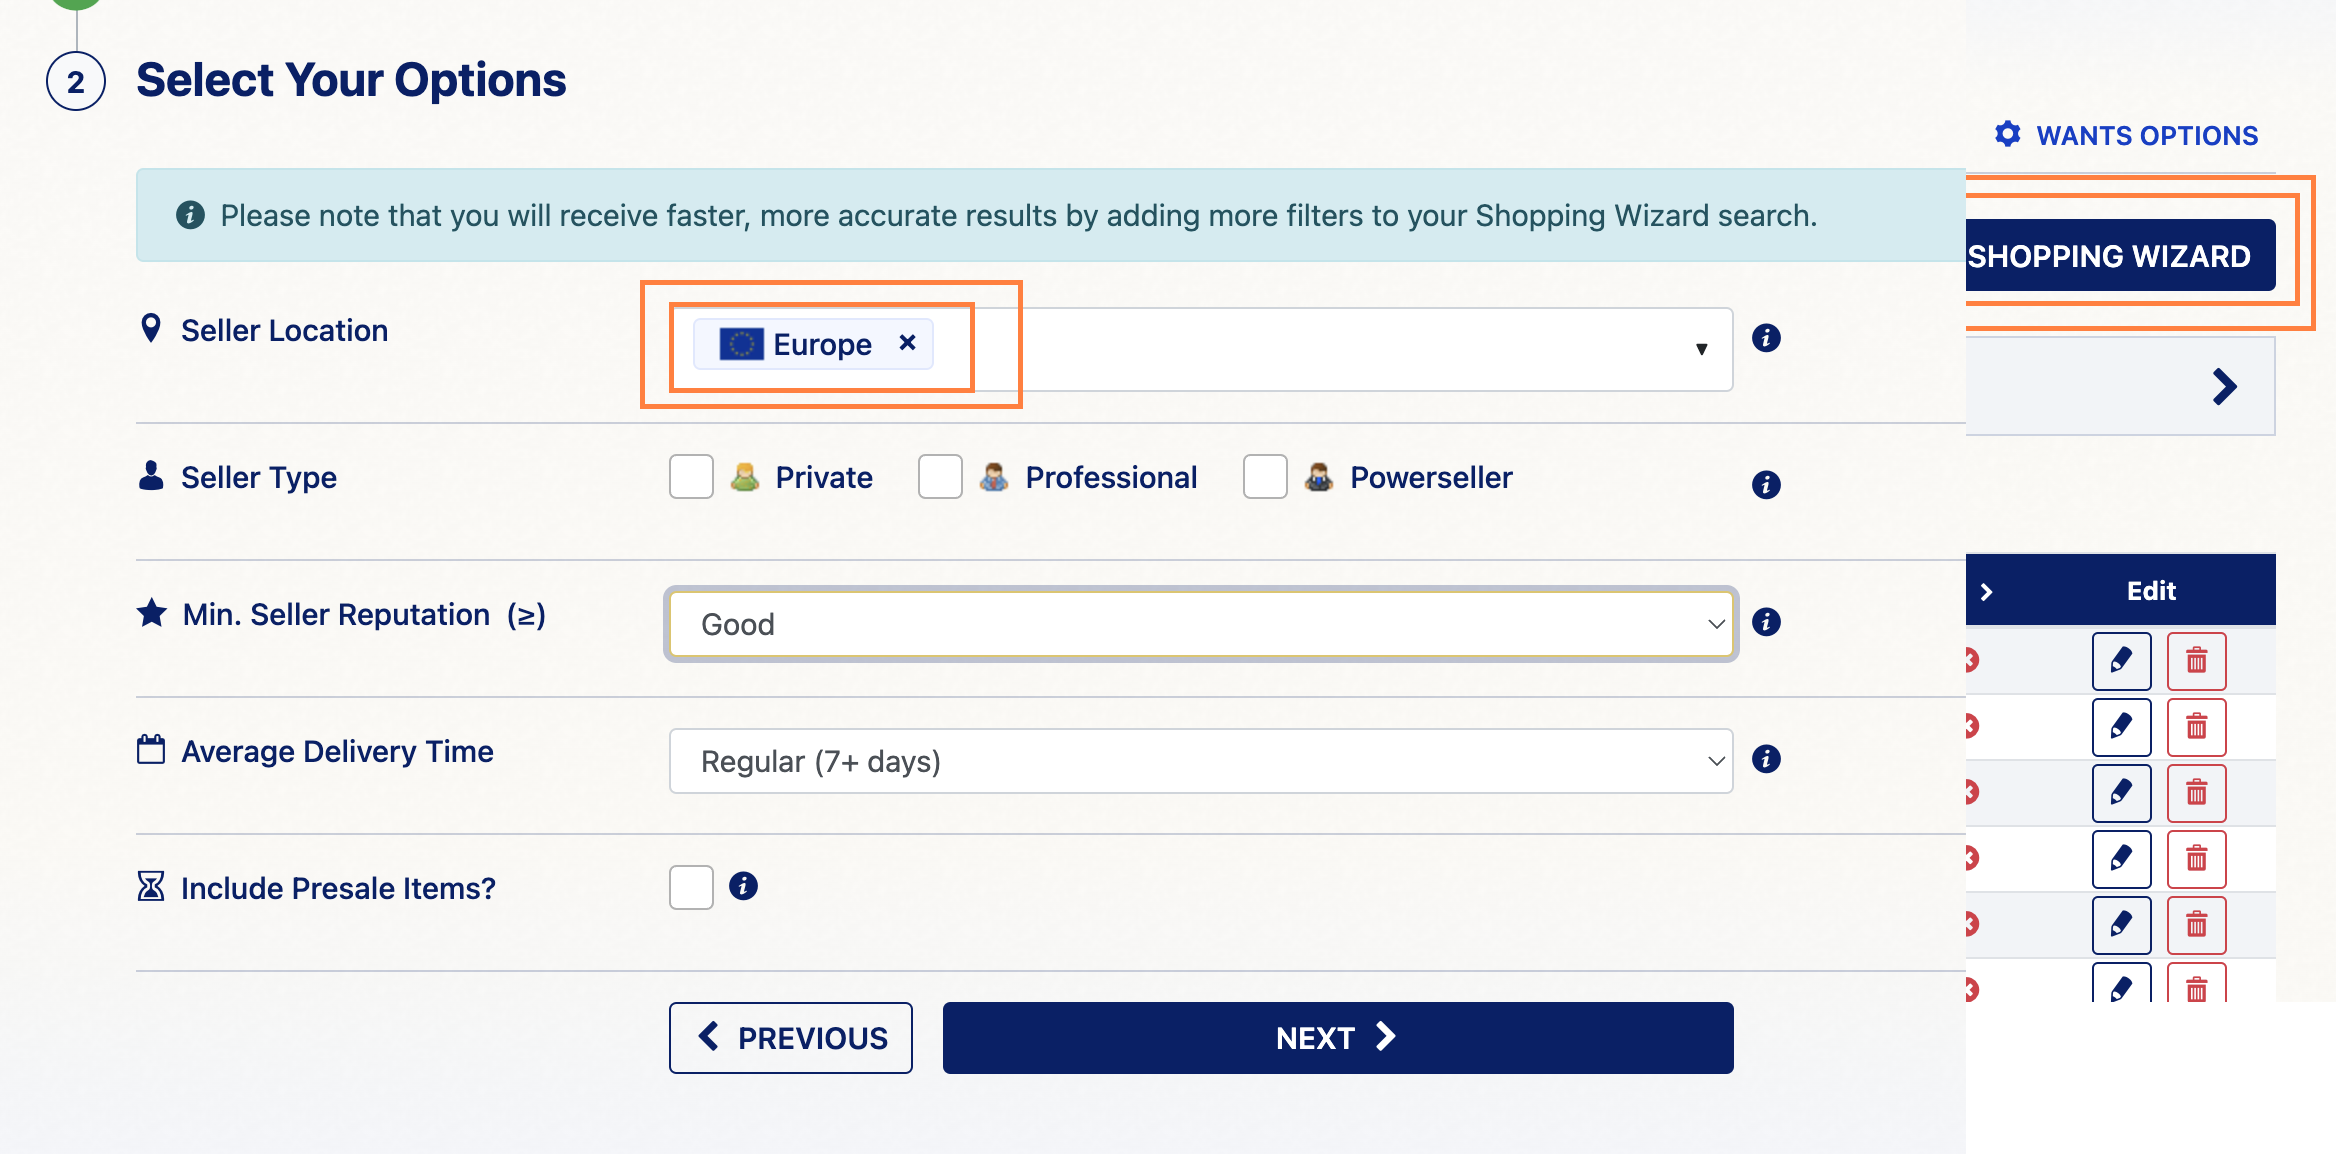 2 Select Your Options
WANTS OPTIONS
Please note that you will receive faster, more accurate results by adding more filters to your Shopping Wizard search.
SHOPPING WIZARD
Seller Location
Europe
Seller Type
Private
Professional
Powerseller
Edit
Min. Seller Reputation (≥)
Good
Average Delivery Time
Regular (7+ days)
Include Presale Items?
PREVIOUS
NEXT